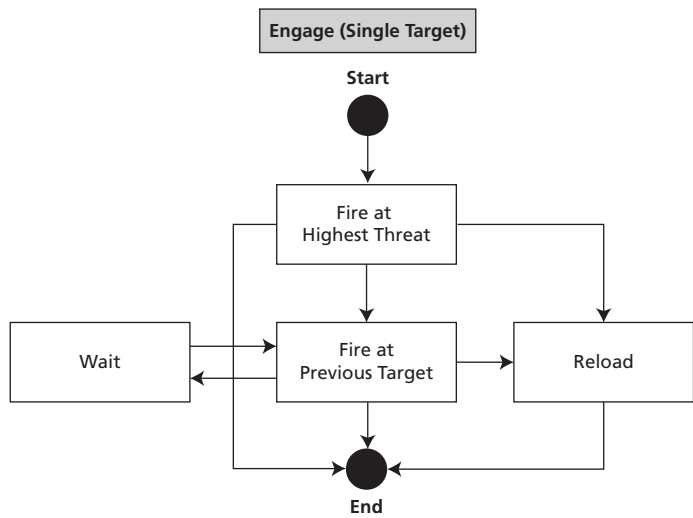 Engage (Single Target)
Start
Fire at
Highest Threat
Wait
Fire at
Previous Target
Reload
End